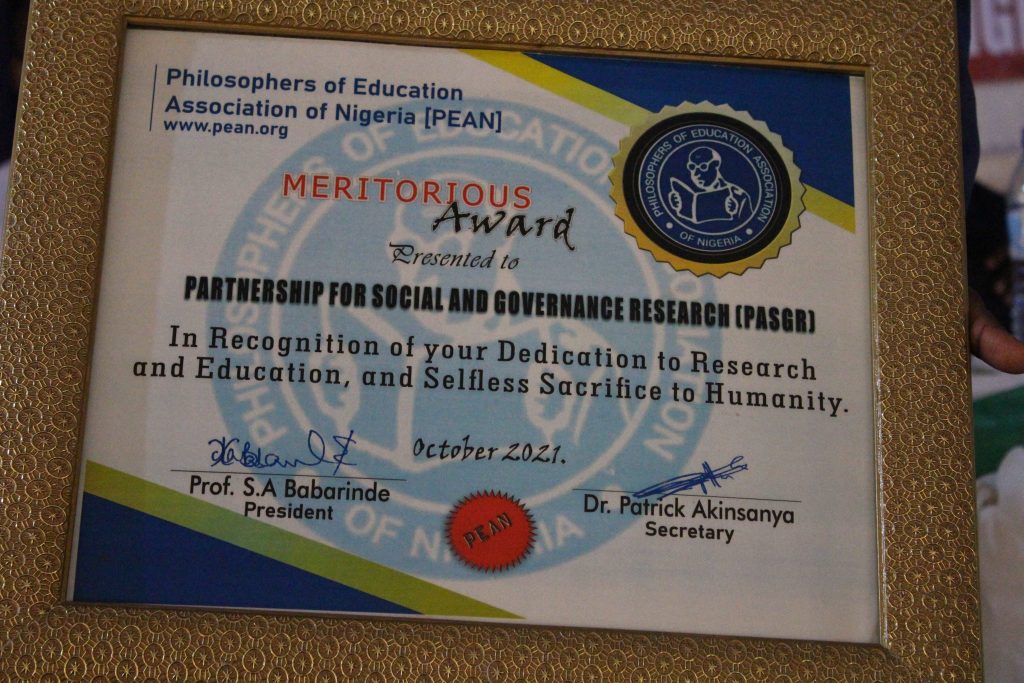 Philosophers of Education
Association of Nigeria [PEAN]
www.pean.org
PHILOSOPHERS OF EDUCATION ASSOCIATION
OF NIGERIA
MERITORIOUS
Award
Presented to
PARTNERSHIP FOR SOCIAL AND GOVERNANCE RESEARCH (PASGR)
In Recognition of your Dedication to Research
and Education, and Selfless Sacrifice to Humanity.
October 2021.
Prof. S.A Babarinde
President
PEAN
Dr. Patrick Akinsanya
Secretary